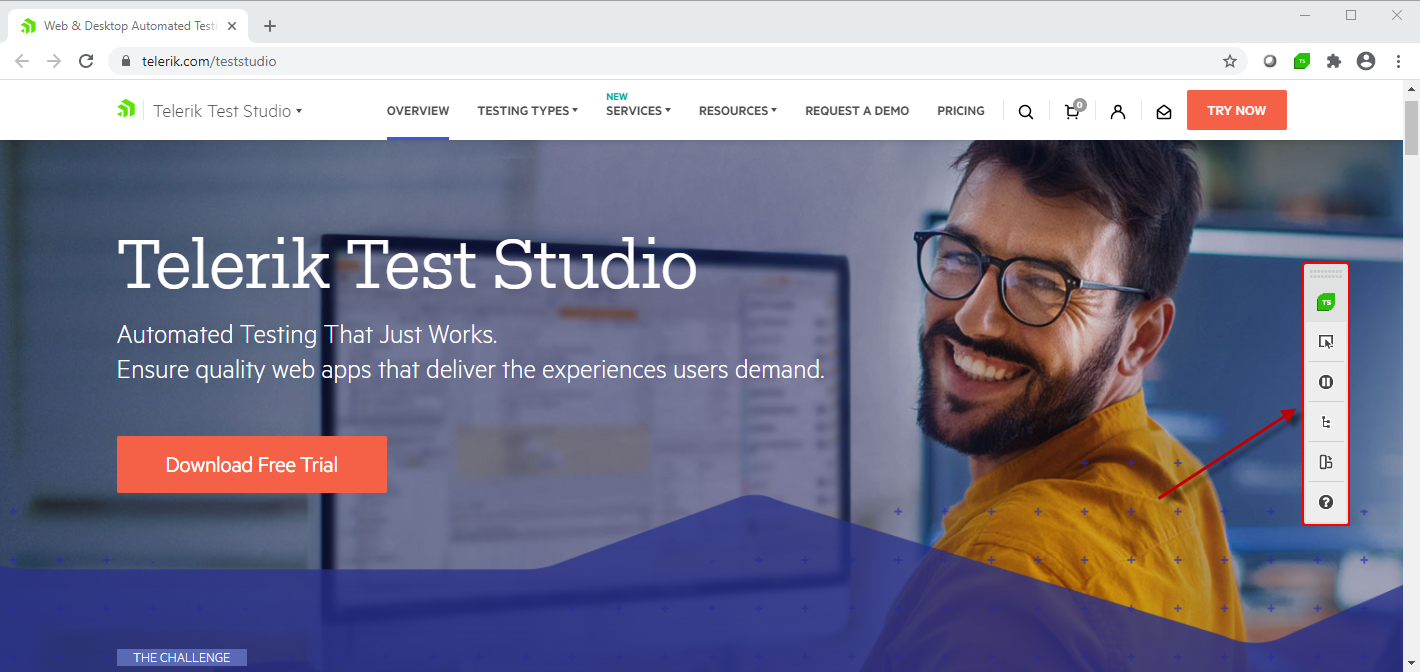 Web & Desktop Automated Testi
telerik.com/teststudio
TS
Telerik Test Studio
OVERVIEW
TESTING TYPES
NEW
SERVICES
RESOURCES
REQUEST A DEMO
PRICING
0
TRY NOW
Telerik Test Studio
Automated Testing That Just Works.
Ensure quality web apps that deliver the experiences users demand.
Download Free Trial
TS
?
THE CHALLENGE